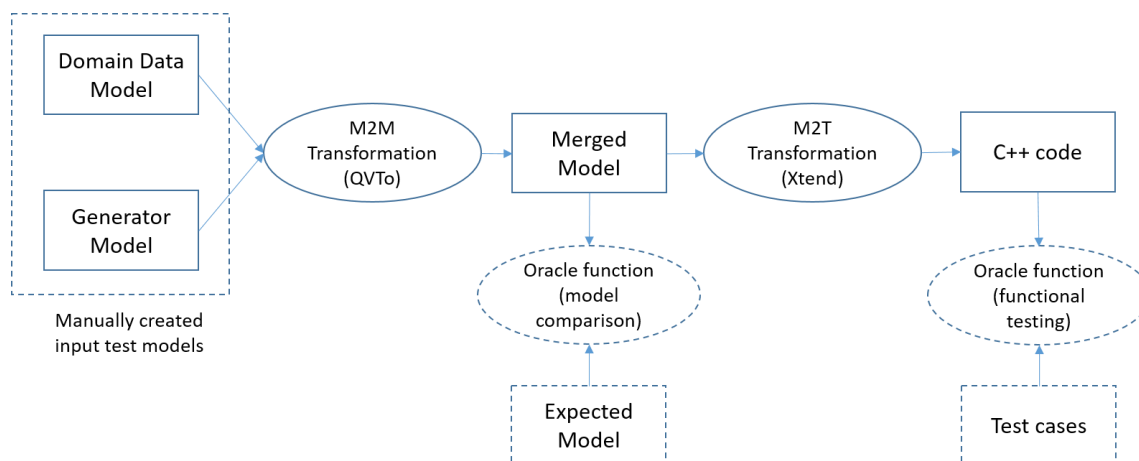 Domain Data
Model
Generator
Model
Manually created
input test models
M2M
Transformation
(QVTo)
Merged
Model
M2T
Transformation
(Xtend)
C++ code
Oracle function
(model
comparison)
Oracle function
(functional
testing)
Expected
Model
Test cases